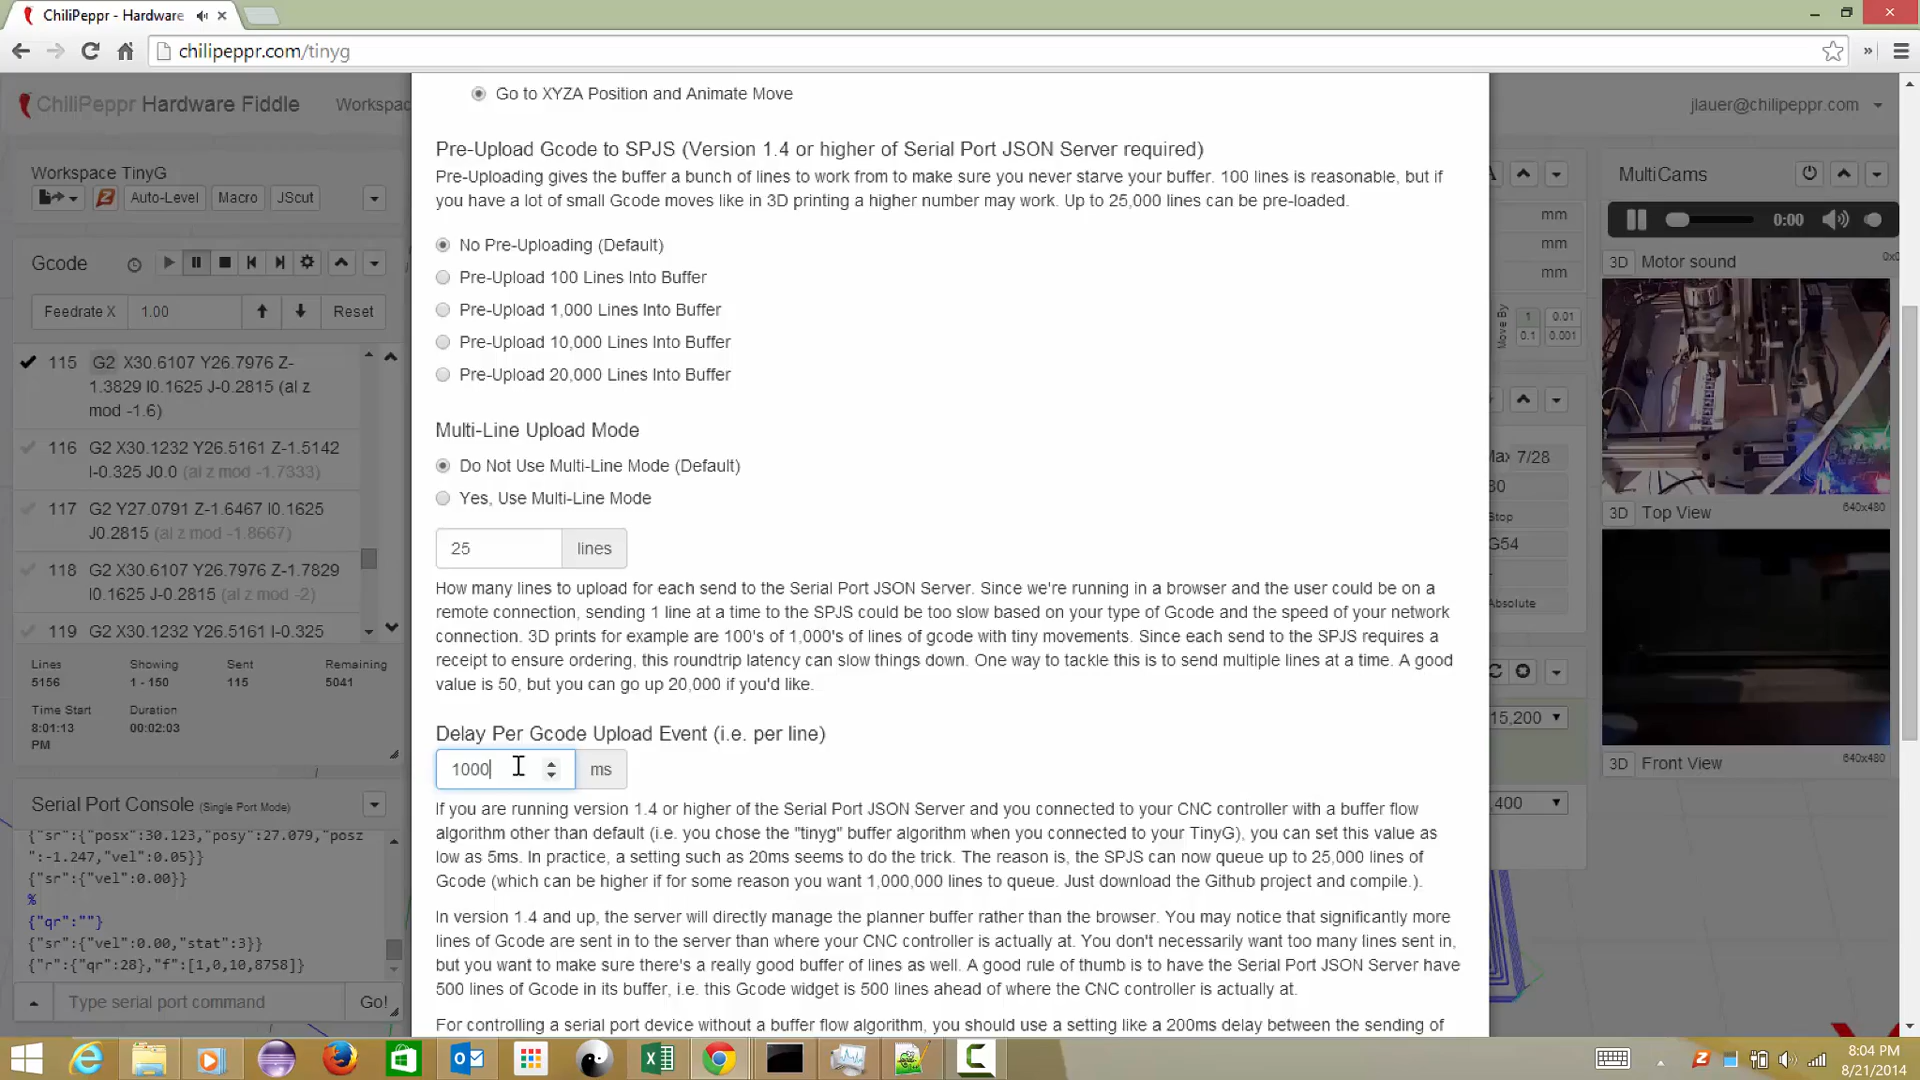 ChiliPeppr - Hardware
chilipeppr.com/tinyg
»
ChiliPeppr Hardware Fiddle
Workspac
jlauer@chilipeppr.com
Workspace TinyG
Auto-Level
Macro
JScut
Gcode
Feedrate X
1.00
Reset
115 G2 X30.6107 Y26.7976 Z-
1.3829 I0.1625 J-0.2815 (al z
mod -1.6)
116 G2 X30.1232 Y26.5161 Z-1.5142
I-0.325 J0.0 (al z mod -1.7333)
117 G2 Y27.0791 Z-1.6467 I0.1625
J0.2815 (al z mod -1.8667)
118 G2 X30.6107 Y26.7976 Z-1.7829
I0.1625 J-0.2815 (al z mod -2)
119 G2 X30.1232 Y26.5161 I-0.325
Lines Showing Sent Remaining
5156 1 - 150 115 5041
Time Start Duration
8:01:13 00:02:03
PM
Serial Port Console (Single Port Mode)
{"sr":{"posx":30.123,"posy":27.079,"posz
":-1.247,"vel":0.05}}
{"sr":{"vel":0.00}}
%
{"qr":""}
{"sr":{"vel":0.00,"stat":3}}
{"r":{"qr":28},"f":[1,0,10,8758]}
Type serial port command
Go!
Go to XYZA Position and Animate Move
Pre-Upload Gcode to SPJS (Version 1.4 or higher of Serial Port JSON Server required)
Pre-Uploading gives the buffer a bunch of lines to work from to make sure you never starve your buffer. 100 lines is reasonable, but if
you have a lot of small Gcode moves like in 3D printing a higher number may work. Up to 25,000 lines can be pre-loaded.
No Pre-Uploading (Default)
Pre-Upload 100 Lines Into Buffer
Pre-Upload 1,000 Lines Into Buffer
Pre-Upload 10,000 Lines Into Buffer
Pre-Upload 20,000 Lines Into Buffer
Multi-Line Upload Mode
Do Not Use Multi-Line Mode (Default)
Yes, Use Multi-Line Mode
25 lines
How many lines to upload for each send to the Serial Port JSON Server. Since we're running in a browser and the user could be on a
remote connection, sending 1 line at a time to the SPJS could be too slow based on your type of Gcode and the speed of your network
connection. 3D prints for example are 100's of 1,000's of lines of gcode with tiny movements. Since each send to the SPJS requires a
receipt to ensure ordering, this roundtrip latency can slow things down. One way to tackle this is to send multiple lines at a time. A good
value is 50, but you can go up 20,000 if you'd like.
Delay Per Gcode Upload Event (i.e. per line)
1000 ms
If you are running version 1.4 or higher of the Serial Port JSON Server and you connected to your CNC controller with a buffer flow
algorithm other than default (i.e. you chose the "tinyg" buffer algorithm when you connected to your TinyG), you can set this value as
low as 5ms. In practice, a setting such as 20ms seems to do the trick. The reason is, the SPJS can now queue up to 25,000 lines of
Gcode (which can be higher if for some reason you want 1,000,000 lines to queue. Just download the Github project and compile.).
In version 1.4 and up, the server will directly manage the planner buffer rather than the browser. You may notice that significantly more
lines of Gcode are sent in to the server than where your CNC controller is actually at. You don't necessarily want too many lines sent in,
but you want to make sure there's a really good buffer of lines as well. A good rule of thumb is to have the Serial Port JSON Server have
500 lines of Gcode in its buffer, i.e. this Gcode widget is 500 lines ahead of where the CNC controller is actually at.
For controlling a serial port device without a buffer flow algorithm, you should use a setting like a 200ms delay between the sending of
mm
mm
mm
Move By
1 0.01
0.1 0.001
Max 7/28
Stop
G54
Absolute
15,200
,400
MultiCams
0:00
3D Motor sound
3D Top View
640x480
3D Front View
640x480
8:04 PM
8/21/2014